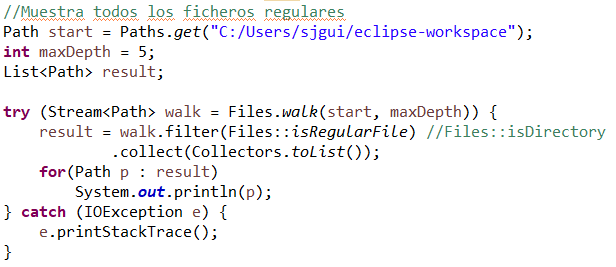 //Muestra todos los ficheros regulares
Path start = Paths.get("C:/Users/sjgui/eclipse-workspace");
int maxDepth = 5;
List<Path> result;

try (Stream<Path> walk = Files.walk(start, maxDepth)) {
    result = walk.filter(Files::isRegularFile) //Files::isDirectory
            .collect(Collectors.toList());
    for(Path p : result)
        System.out.println(p);
} catch (IOException e) {
    e.printStackTrace();
}